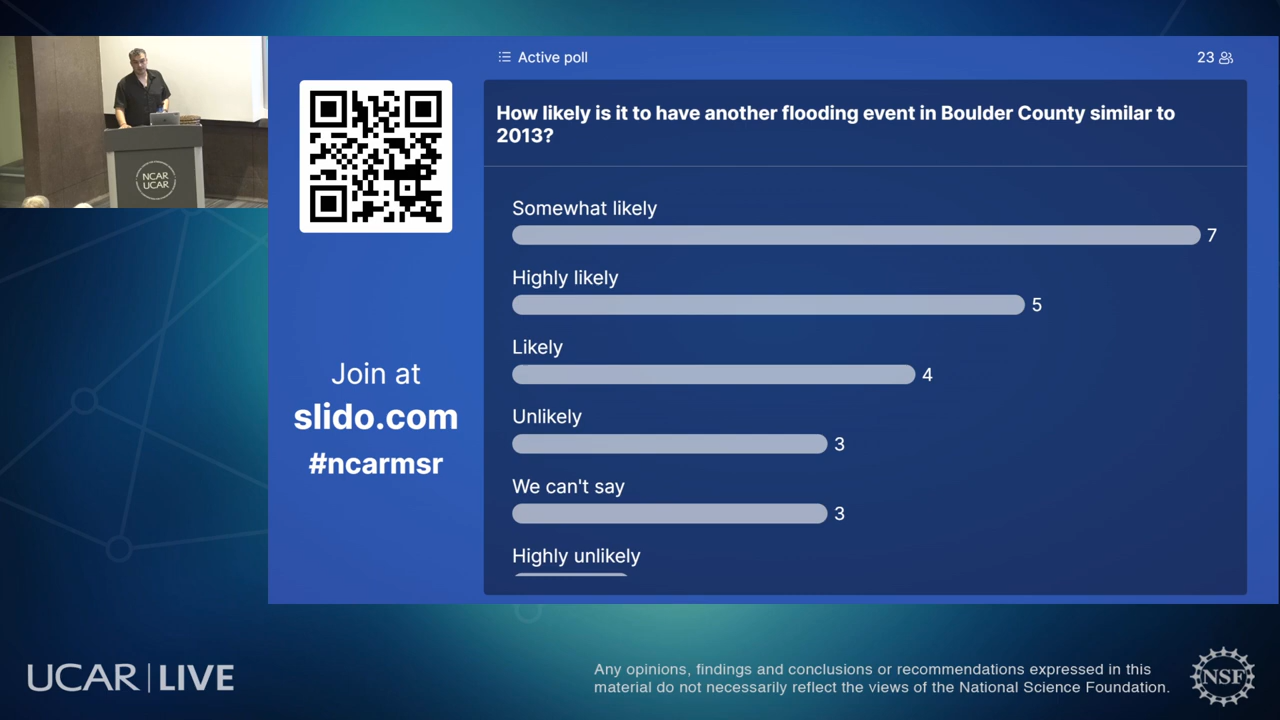 Active poll
23
How likely is it to have another flooding event in Boulder County similar to
2013?
Somewhat likely
7
Highly likely
5
Likely
4
Unlikely
3
We can't say
3
Highly unlikely
Join at
slido.com
#ncarmsr
NCAR
UCAR
UCAR | LIVE
Any opinions, findings and conclusions or recommendations expressed in this
material do not necessarily reflect the views of the National Science Foundation.
NSF